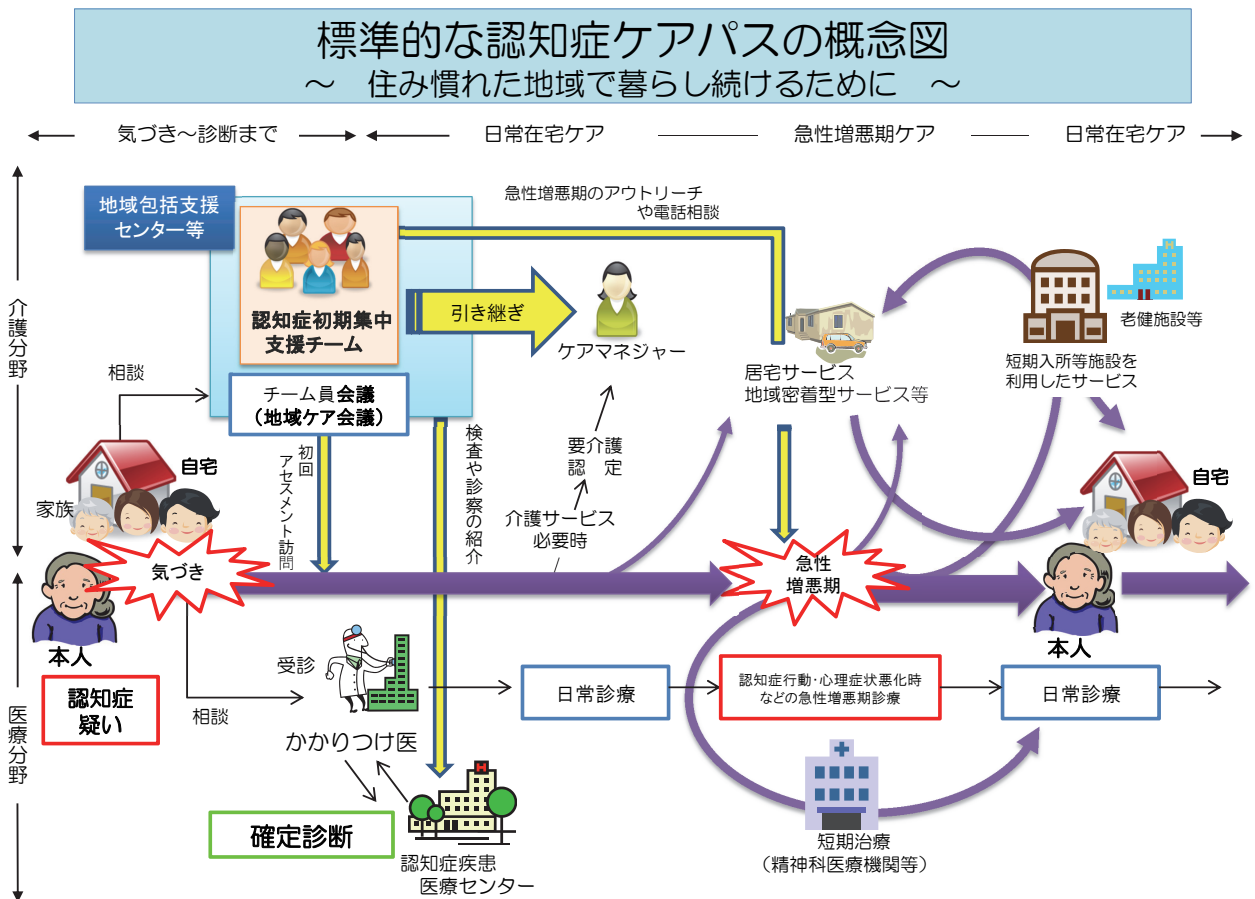 標準的な認知症ケアパスの概念図
～　住み慣れた地域で暮らし続けるために　～
気づき～診断まで
日常在宅ケア
急性増悪期ケア
日常在宅ケア
介護分野
医療分野
地域包括支援
センター等
認知症初期集中
支援チーム
チーム員会議
（地域ケア会議）
急性増悪期のアウトリーチ
や電話相談
引き継ぎ
ケアマネジャー
居宅サービス
地域密着型サービス等
老健施設等
短期入所等施設を
利用したサービス
相談
自宅
家族
初回
アセスメント訪問
検査や診察の紹介
要介護
認　定
介護サービス
必要時
自宅
気づき
急性
増悪期
本人
本人
認知症
疑い
相談
受診
かかりつけ医
日常診療
認知症行動・心理症状悪化時
などの急性増悪期診療
日常診療
確定診断
H
認知症疾患
医療センター
短期治療
（精神科医療機関等）